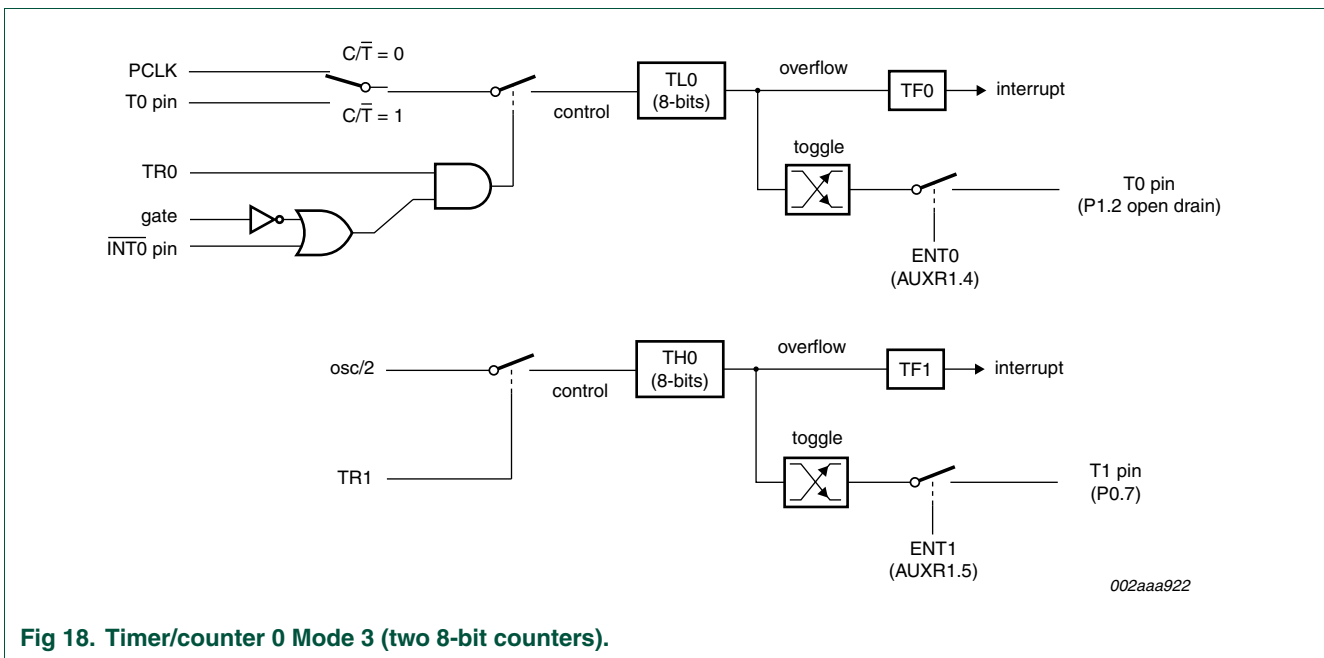 C/T̅ = 0
PCLK
T0 pin
C/T̅ = 1
control
TL0
(8-bits)
overflow
TF0
interrupt
toggle
TR0
gate
I̅N̅T̅0̅ pin
T0 pin
(P1.2 open drain)
ENT0
(AUXR1.4)
osc/2
control
TH0
(8-bits)
overflow
TF1
interrupt
toggle
TR1
T1 pin
(P0.7)
ENT1
(AUXR1.5)
002aaa922
Fig 18. Timer/counter 0 Mode 3 (two 8-bit counters).